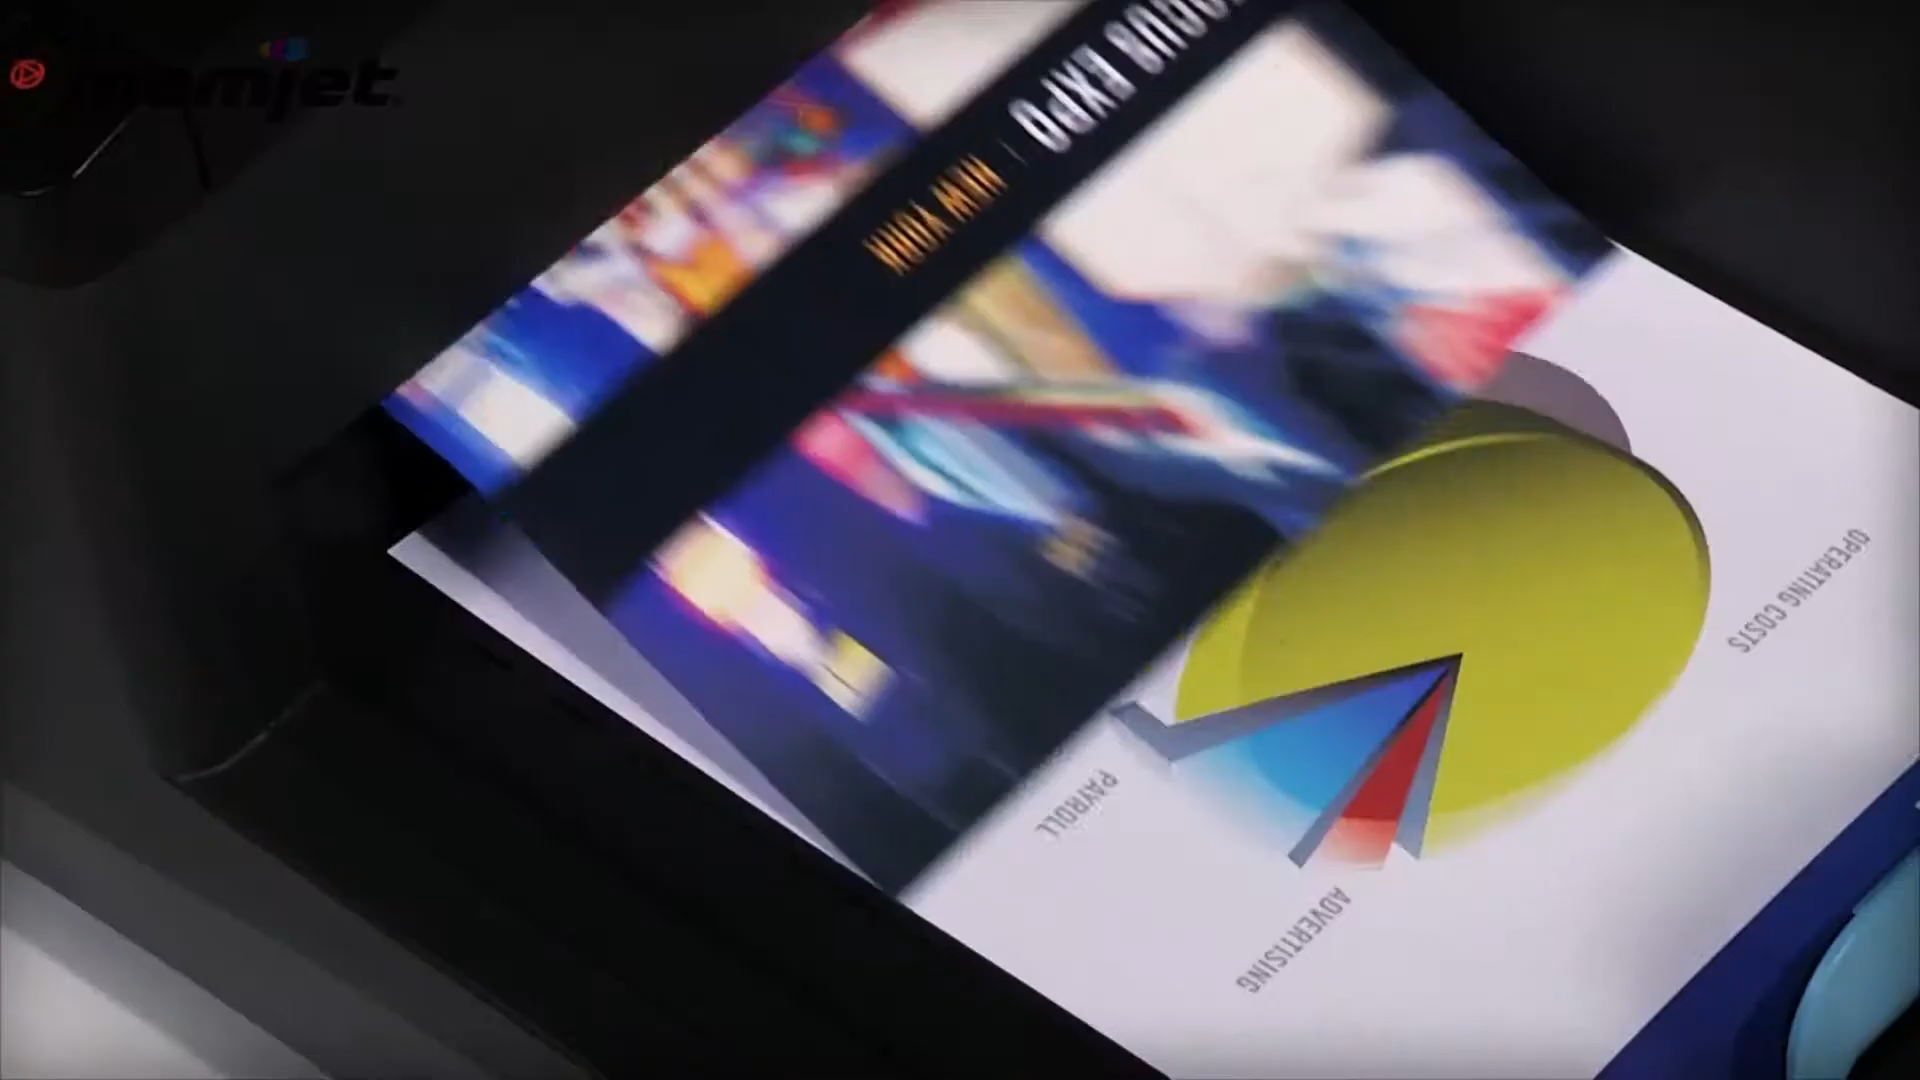 memjet
EXPO
NEW YORK
OPERATING COSTS
PAYROLL
ADVERTISING